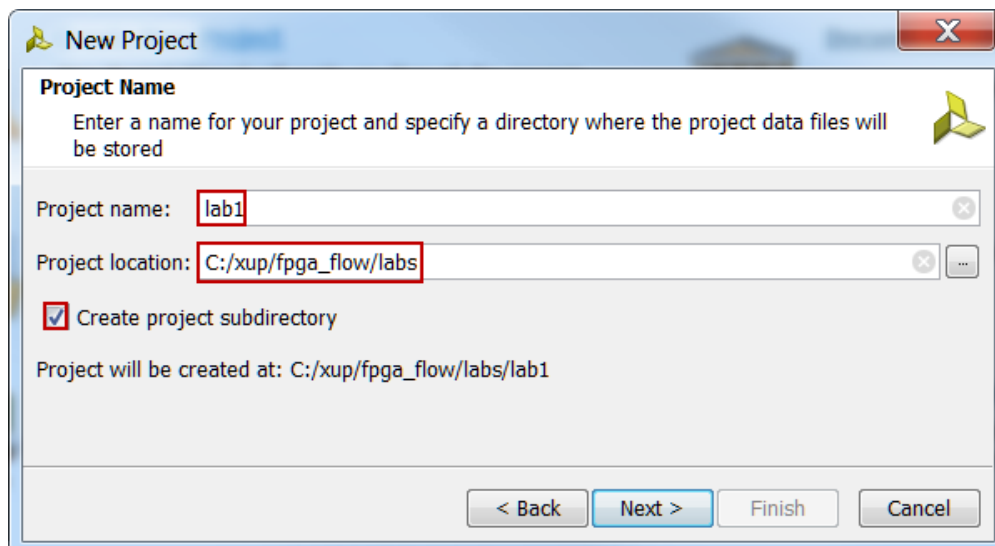 New Project
Project Name
Enter a name for your project and specify a directory where the project data files will
be stored
Project name: lab1
Project location: C:/xup/fpga_flow/labs ...
Create project subdirectory
Project will be created at: C:/xup/fpga_flow/labs/lab1
< Back Next > Finish Cancel